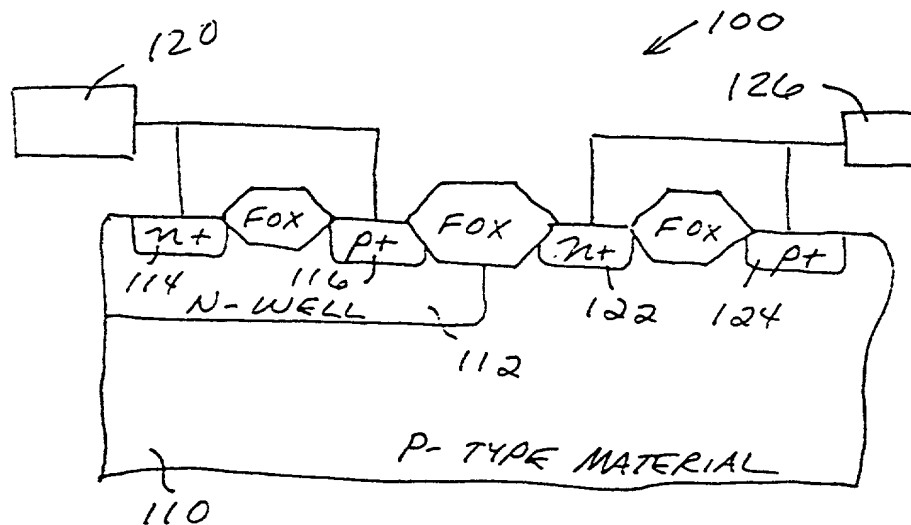 100
120
126
FOX
FOX
FOX
n+
p+
n+
p+
114
116
122
124
N-WELL
112
P-TYPE MATERIAL
110